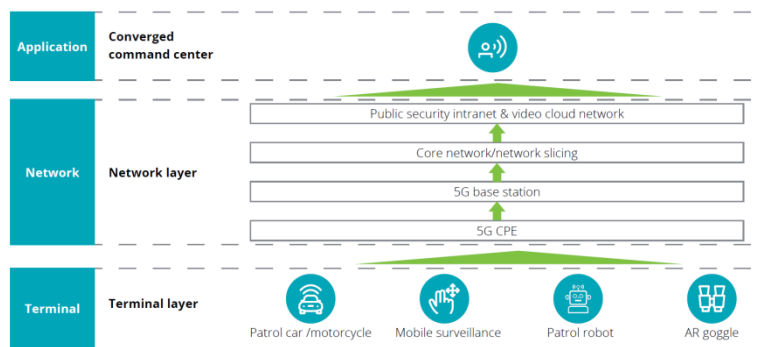 Application
Converged
command center
Public security intranet & video cloud network
Core network/network slicing
Network
Network layer
5G base station
5G CPE
Terminal
Terminal layer
Patrol car /motorcycle
Mobile surveillance
Patrol robot
AR goggle